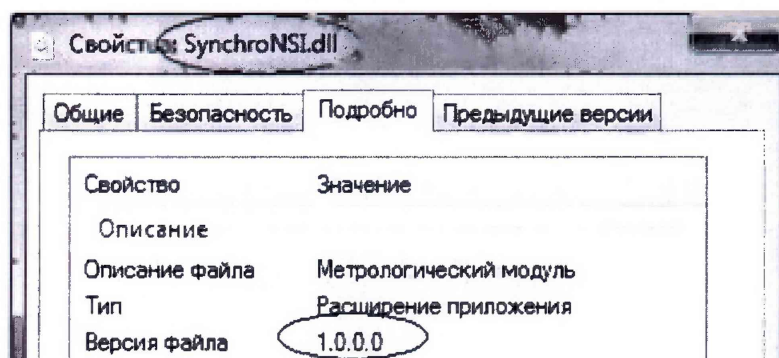 Свойства: SynchroNSI.dll
Общие Безопасность Подробно Предыдущие версии
Свойство Значение
Описание
Описание файла Метрологический модуль
Тип Расширение приложения
Версия файла 1.0.0.0